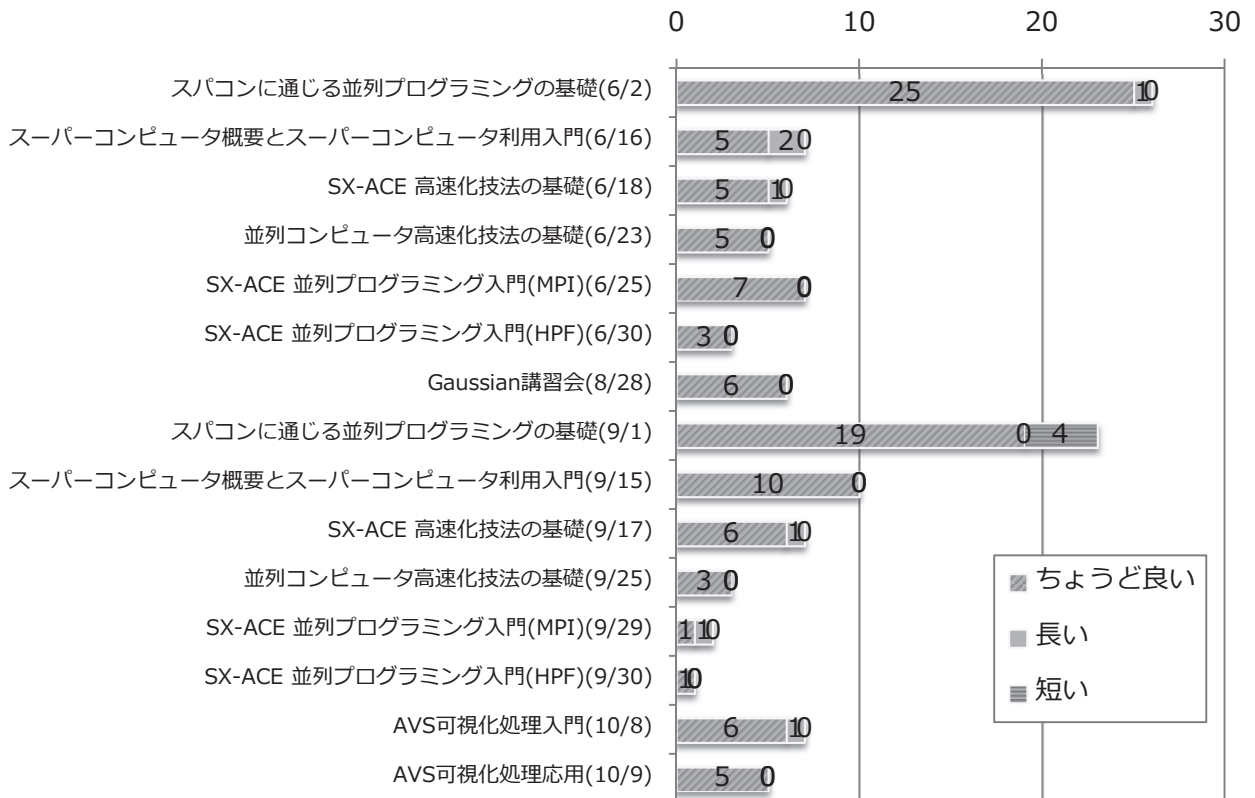 0 10 20 30
スパコンに通じる並列プログラミングの基礎(6/2) 25 1 0
スーパーコンピュータ概要とスーパーコンピュータ利用入門(6/16) 5 2 0
SX-ACE 高速化技法の基礎(6/18) 5 1 0
並列コンピュータ高速化技法の基礎(6/23) 5 0
SX-ACE 並列プログラミング入門(MPI)(6/25) 7 0
SX-ACE 並列プログラミング入門(HPF)(6/30) 3 0
Gaussian講習会(8/28) 6 0
スパコンに通じる並列プログラミングの基礎(9/1) 19 0 4
スーパーコンピュータ概要とスーパーコンピュータ利用入門(9/15) 10 0
SX-ACE 高速化技法の基礎(9/17) 6 1 0
並列コンピュータ高速化技法の基礎(9/25) 3 0
SX-ACE 並列プログラミング入門(MPI)(9/29) 1 1 0
SX-ACE 並列プログラミング入門(HPF)(9/30) 1 0
AVS可視化処理入門(10/8) 6 1 0
AVS可視化処理応用(10/9) 5 0
ちょうど良い
長い
短い